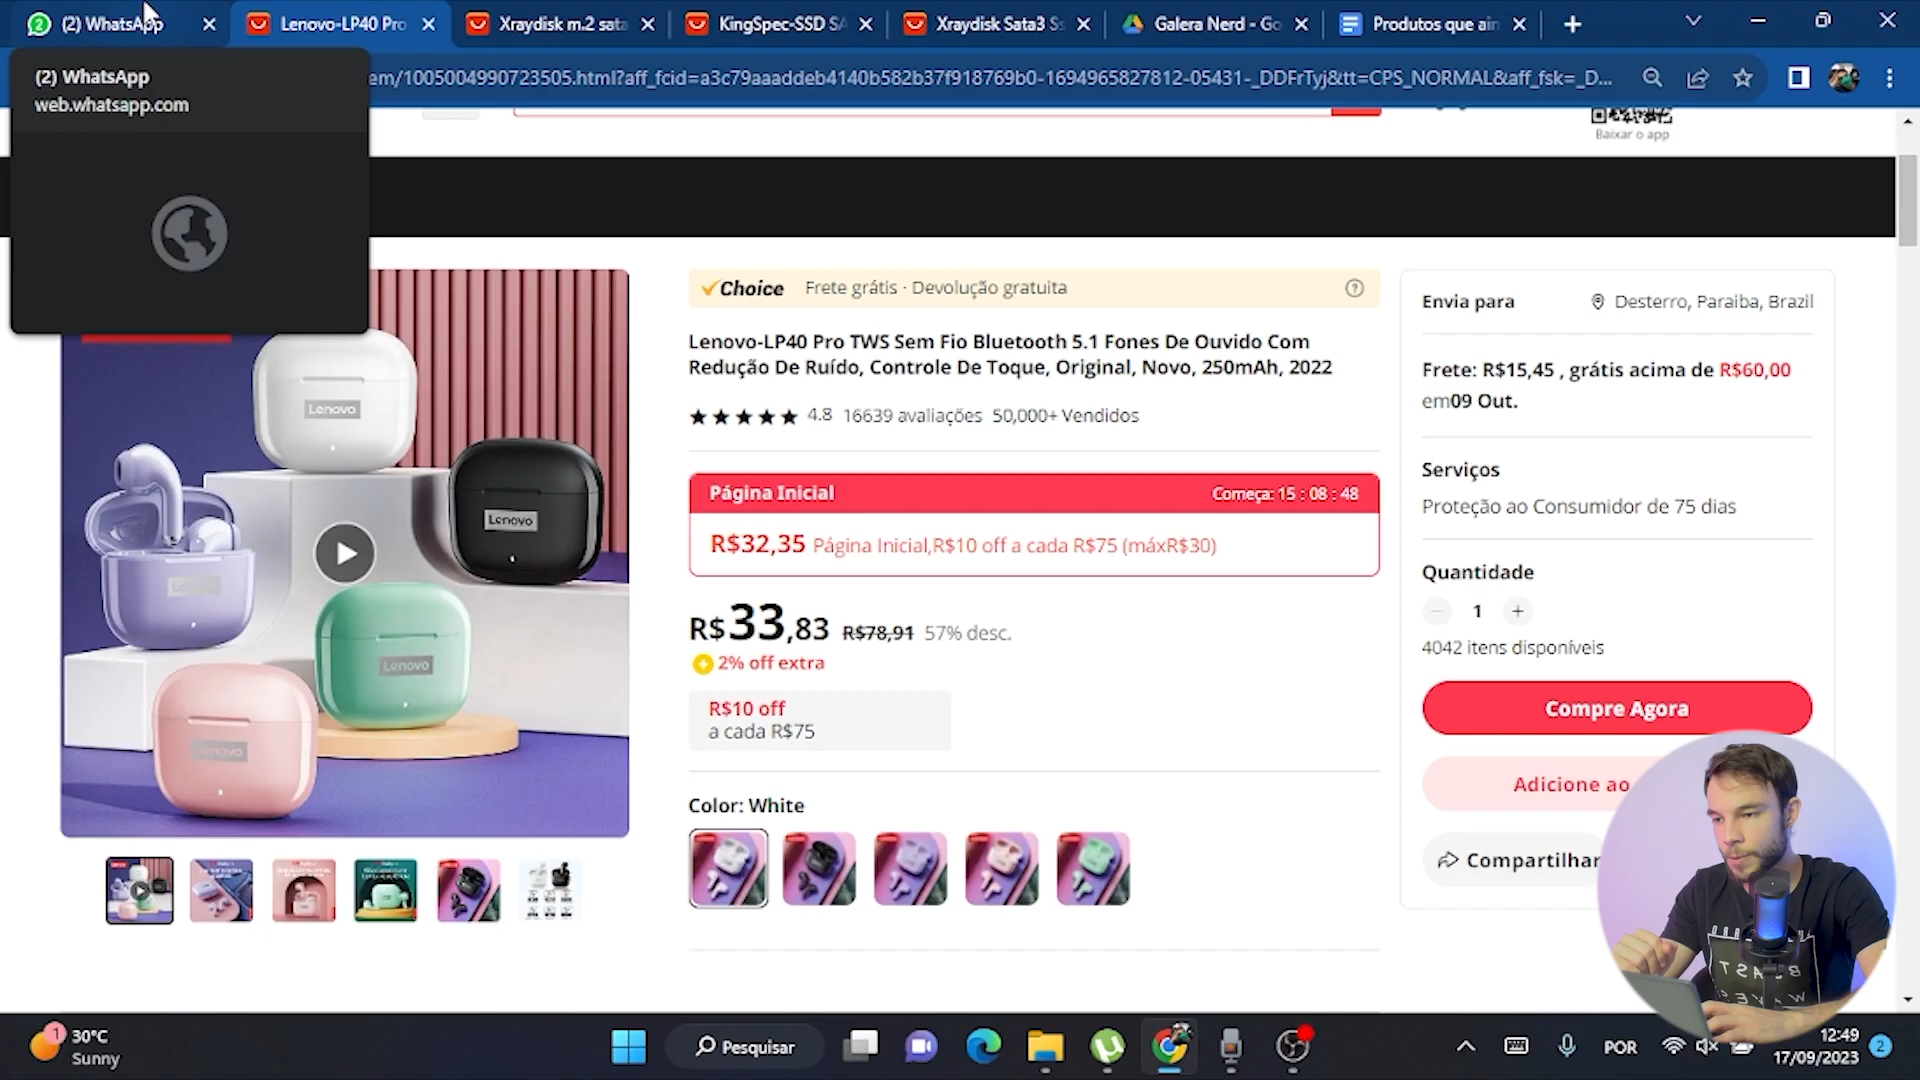 (2) WhatsApp
Lenovo-LP40 Pro
Xraydisk m.2 sata
KingSpec-SSD SA
Xraydisk Sata3 Ss
Galera Nerd - Go
Produtos que ain
em/1005004990723505.html?aff_fcid=a3c79aaaddeb4140b582b37f918769b0-1694965827812-05431-_DDFrTyj&tt=CPS_NORMAL&aff_fsk=_D...
(2) WhatsApp
web.whatsapp.com
Baixar o app
Choice Frete grátis · Devolução gratuita
Lenovo-LP40 Pro TWS Sem Fio Bluetooth 5.1 Fones De Ouvido Com
Redução De Ruído, Controle De Toque, Original, Novo, 250mAh, 2022
4.8 16639 avaliações 50,000+ Vendidos
Página Inicial
Começa: 15 : 08 : 48
R$32,35 Página Inicial,R$10 off a cada R$75 (máxR$30)
R$33,83 R$78,91 57% desc.
2% off extra
R$10 off
a cada R$75
Color: White
Lenovo
Lenovo
Lenovo
Lenovo
Lenovo
Envia para
Desterro, Paraiba, Brazil
Frete: R$15,45 , grátis acima de R$60,00
em09 Out.
Serviços
Proteção ao Consumidor de 75 dias
Quantidade
1
4042 itens disponíveis
Compre Agora
Adicione ao
Compartilhar
1
30°C
Sunny
Pesquisar
POR
12:49
17/09/2023
2